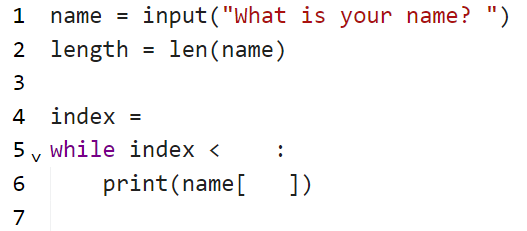 1 name = input("What is your name? ")
2 length = len(name)
3
4 index =
5 while index <    :
6     print(name[   ])
7